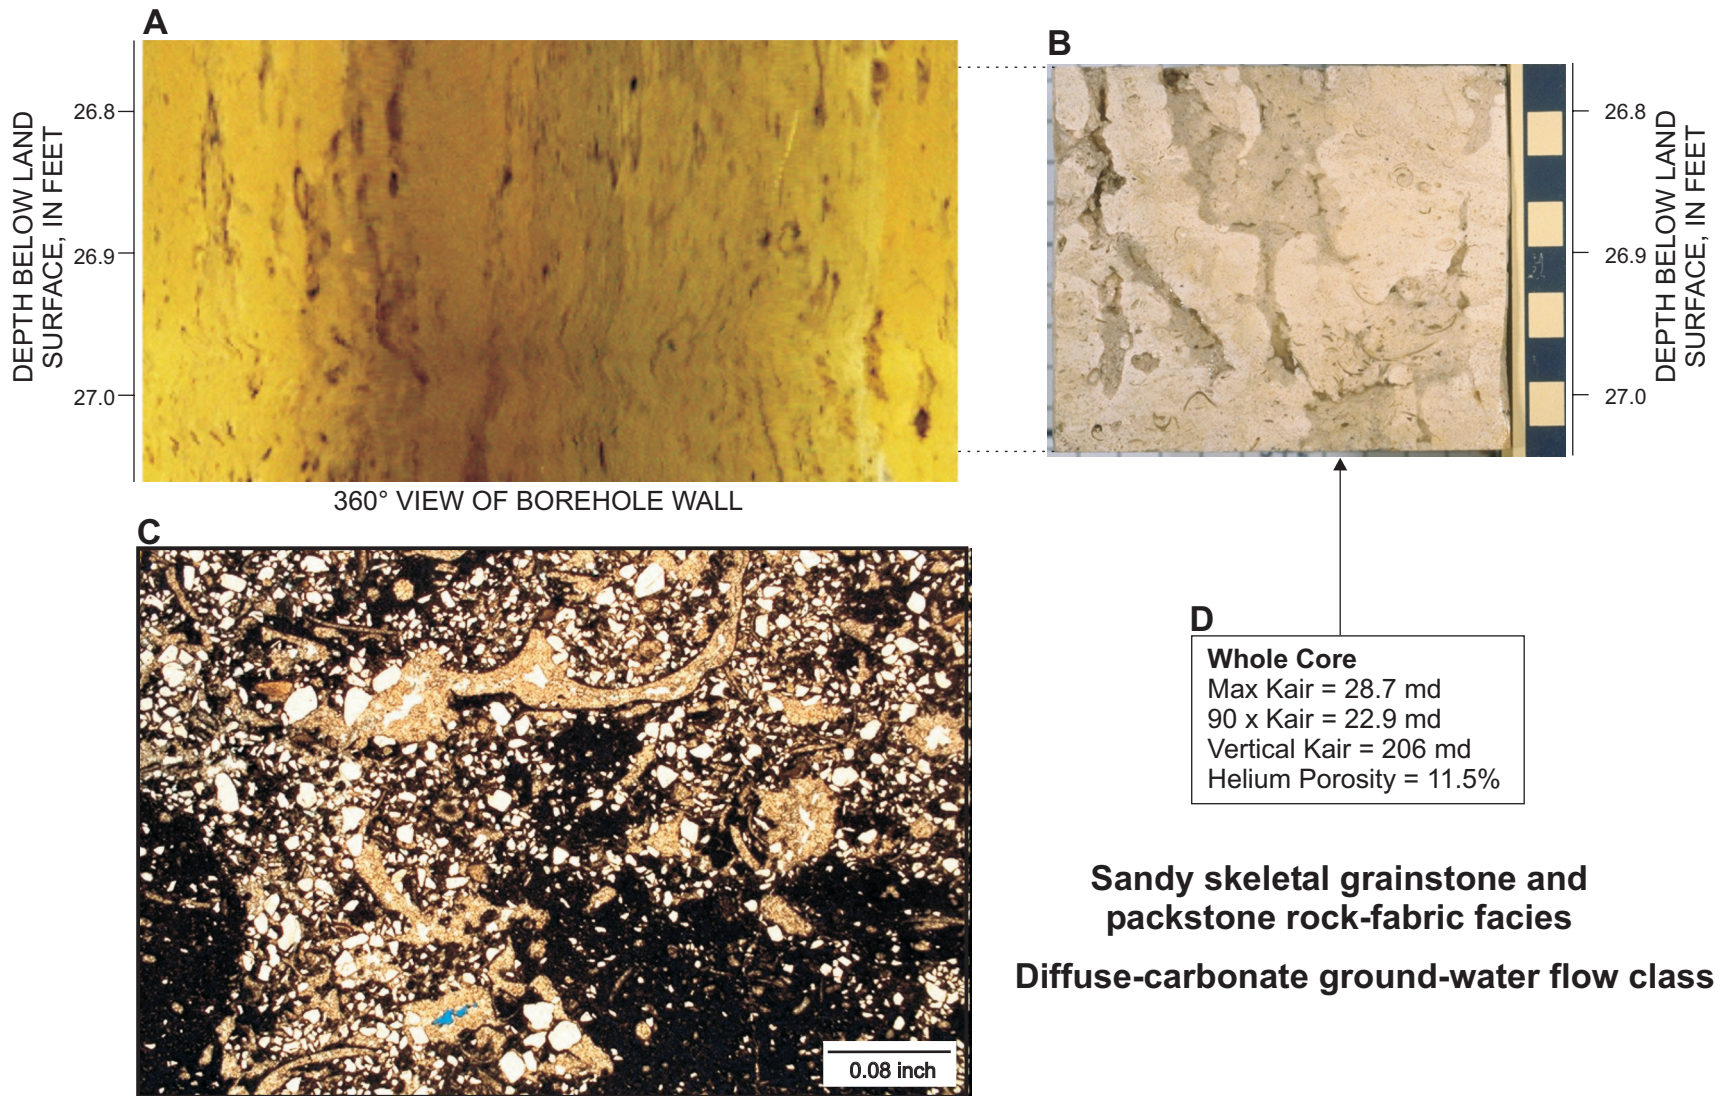 A
DEPTH BELOW LAND
SURFACE, IN FEET
26.8
26.9
27.0
360° VIEW OF BOREHOLE WALL
B
26.8
26.9
27.0
DEPTH BELOW LAND
SURFACE, IN FEET
C
0.08 inch
D
Whole Core
Max Kair = 28.7 md
90 x Kair = 22.9 md
Vertical Kair = 206 md
Helium Porosity = 11.5%
Sandy skeletal grainstone and
packstone rock-fabric facies
Diffuse-carbonate ground-water flow class